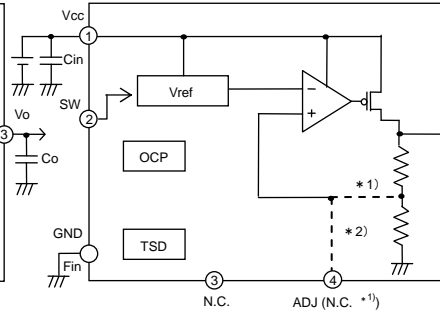 Vcc
1
Cin
SW
2
Vref
−
+
Vo
3
Co
OCP
*1)
*2)
GND
Fin
TSD
3
N.C.
4
ADJ (N.C. *1))